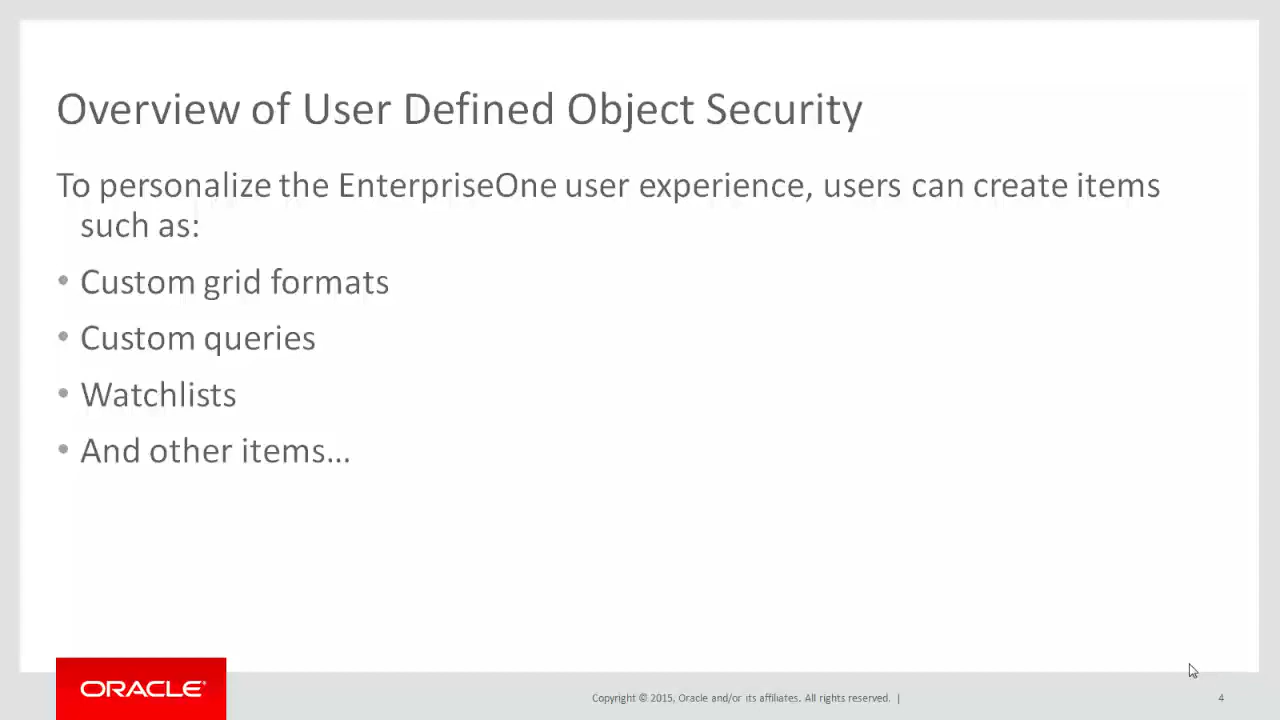 Overview of User Defined Object Security
To personalize the EnterpriseOne user experience, users can create items
such as:
• Custom grid formats
• Custom queries
• Watchlists
• And other items...
ORACLE®
Copyright © 2015, Oracle and/or its affiliates. All rights reserved. |
4